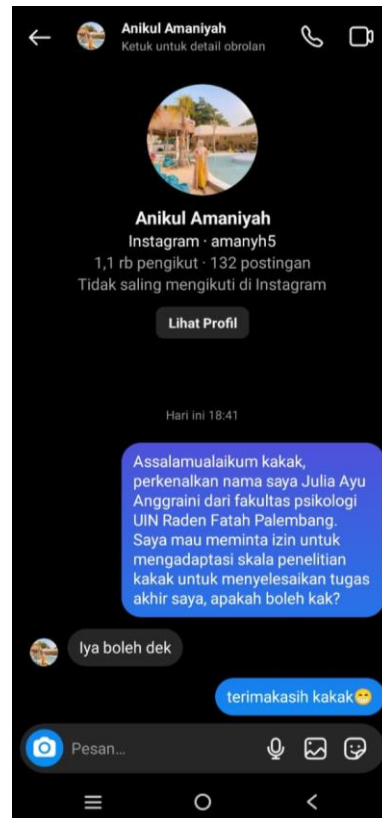 Anikul Amaniyah
Ketuk untuk detail obrolan
Anikul Amaniyah
Instagram · amanyh5
1,1 rb pengikut · 132 postingan
Tidak saling mengikuti di Instagram
Lihat Profil
Hari ini 18:41
Assalamualaikum kakak,
perkenalkan nama saya Julia Ayu
Anggraini dari fakultas psikologi
UIN Raden Fatah Palembang.
Saya mau meminta izin untuk
mengadaptasi skala penelitian
kakak untuk menyelesaikan tugas
akhir saya, apakah boleh kak?
Iya boleh dek
terimakasih kakak😁
Pesan...